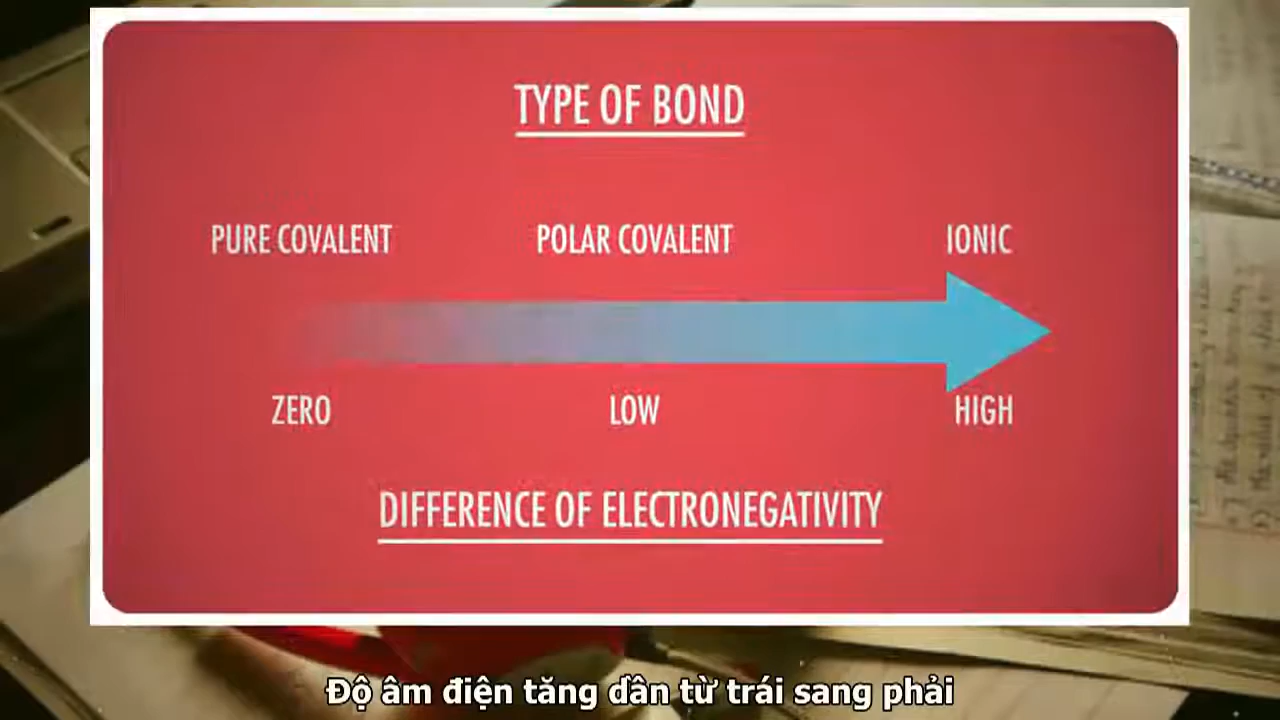 TYPE OF BOND
PURE COVALENT POLAR COVALENT IONIC
ZERO LOW HIGH
DIFFERENCE OF ELECTRONEGATIVITY
Độ âm điện tăng dần từ trái sang phải